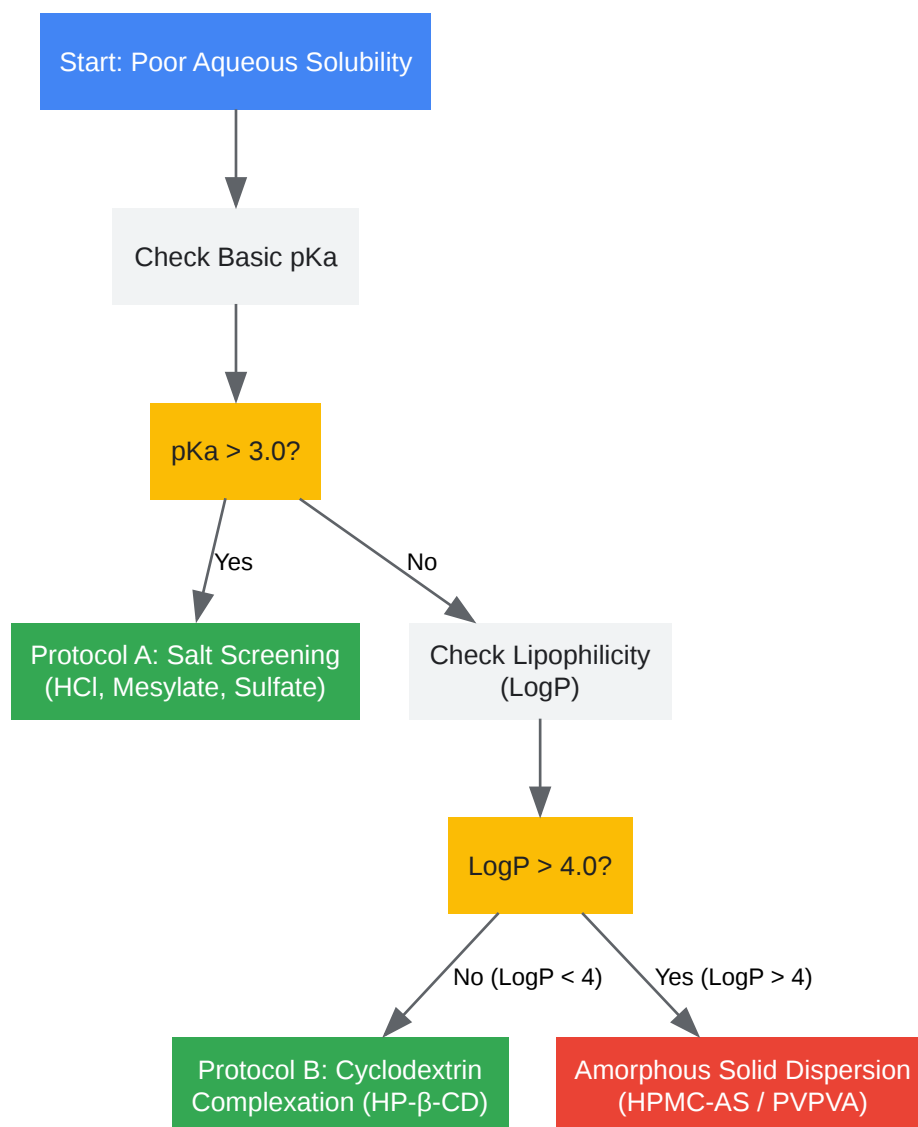 Start: Poor Aqueous Solubility
Check Basic pKa
pKa > 3.0?
Yes
No
Protocol A: Salt Screening
(HCl, Mesylate, Sulfate)
Check Lipophilicity
(LogP)
LogP > 4.0?
No (LogP < 4)
Yes (LogP > 4)
Protocol B: Cyclodextrin
Complexation (HP-β-CD)
Amorphous Solid Dispersion
(HPMC-AS / PVPVA)